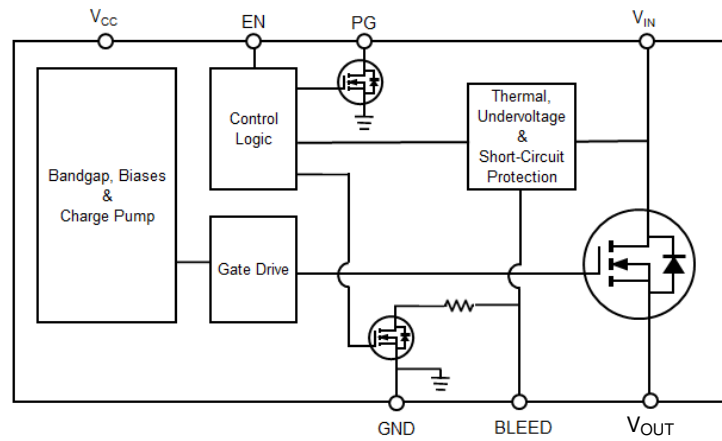 VCC
EN
PG
VIN
Control
Logic
Thermal,
Undervoltage
&
Short-Circuit
Protection
Bandgap, Biases
&
Charge Pump
Gate Drive
GND
BLEED
VOUT